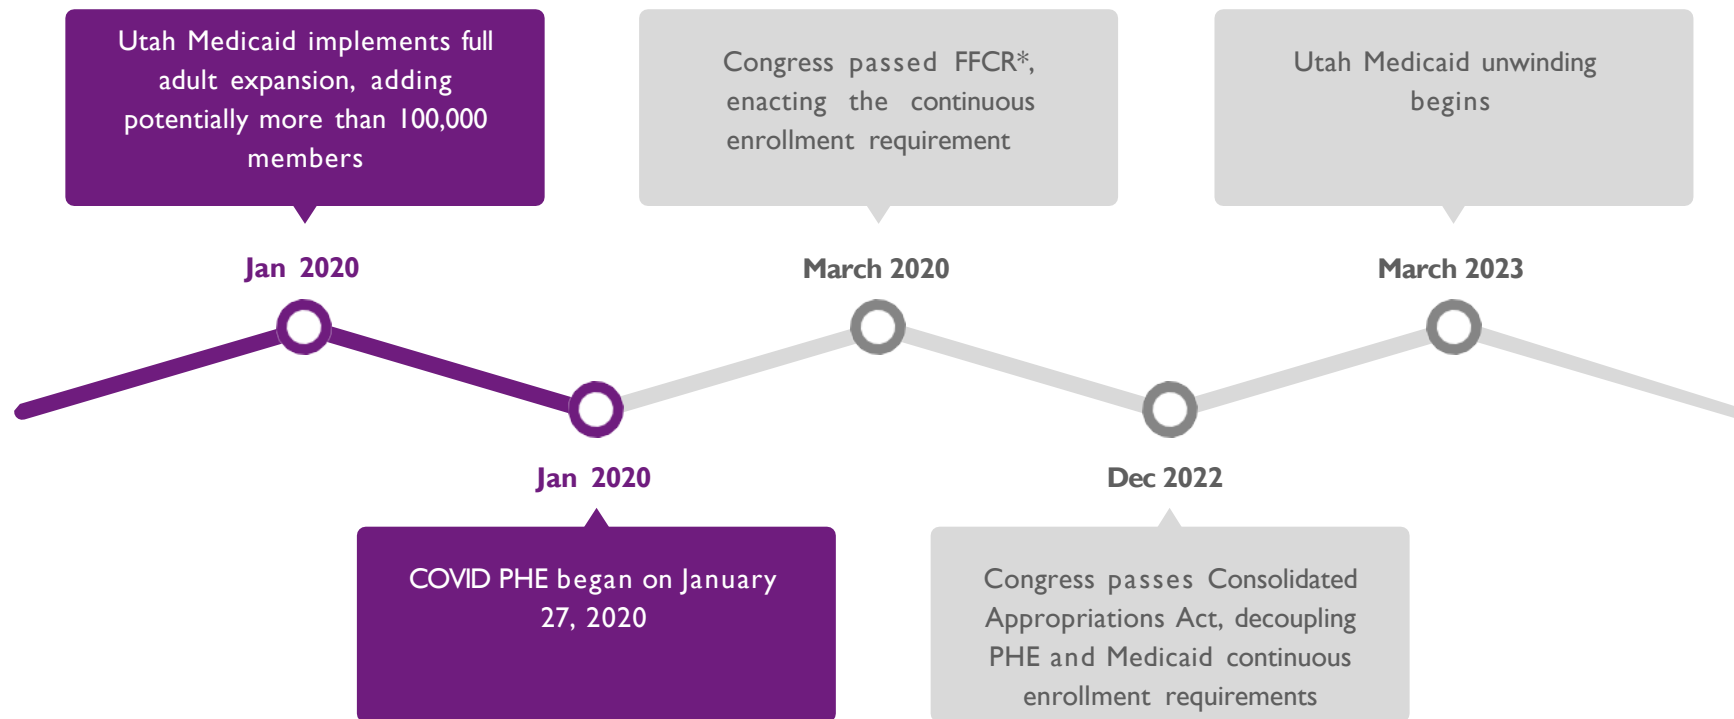 Utah Medicaid implements full
adult expansion, adding
potentially more than 100,000
members
Jan 2020
COVID PHE began on January
27, 2020
Jan 2020
Congress passed FFCR*,
enacting the continuous
enrollment requirement
March 2020
Dec 2022
Congress passes Consolidated
Appropriations Act, decoupling
PHE and Medicaid continuous
enrollment requirements
Utah Medicaid unwinding
begins
March 2023